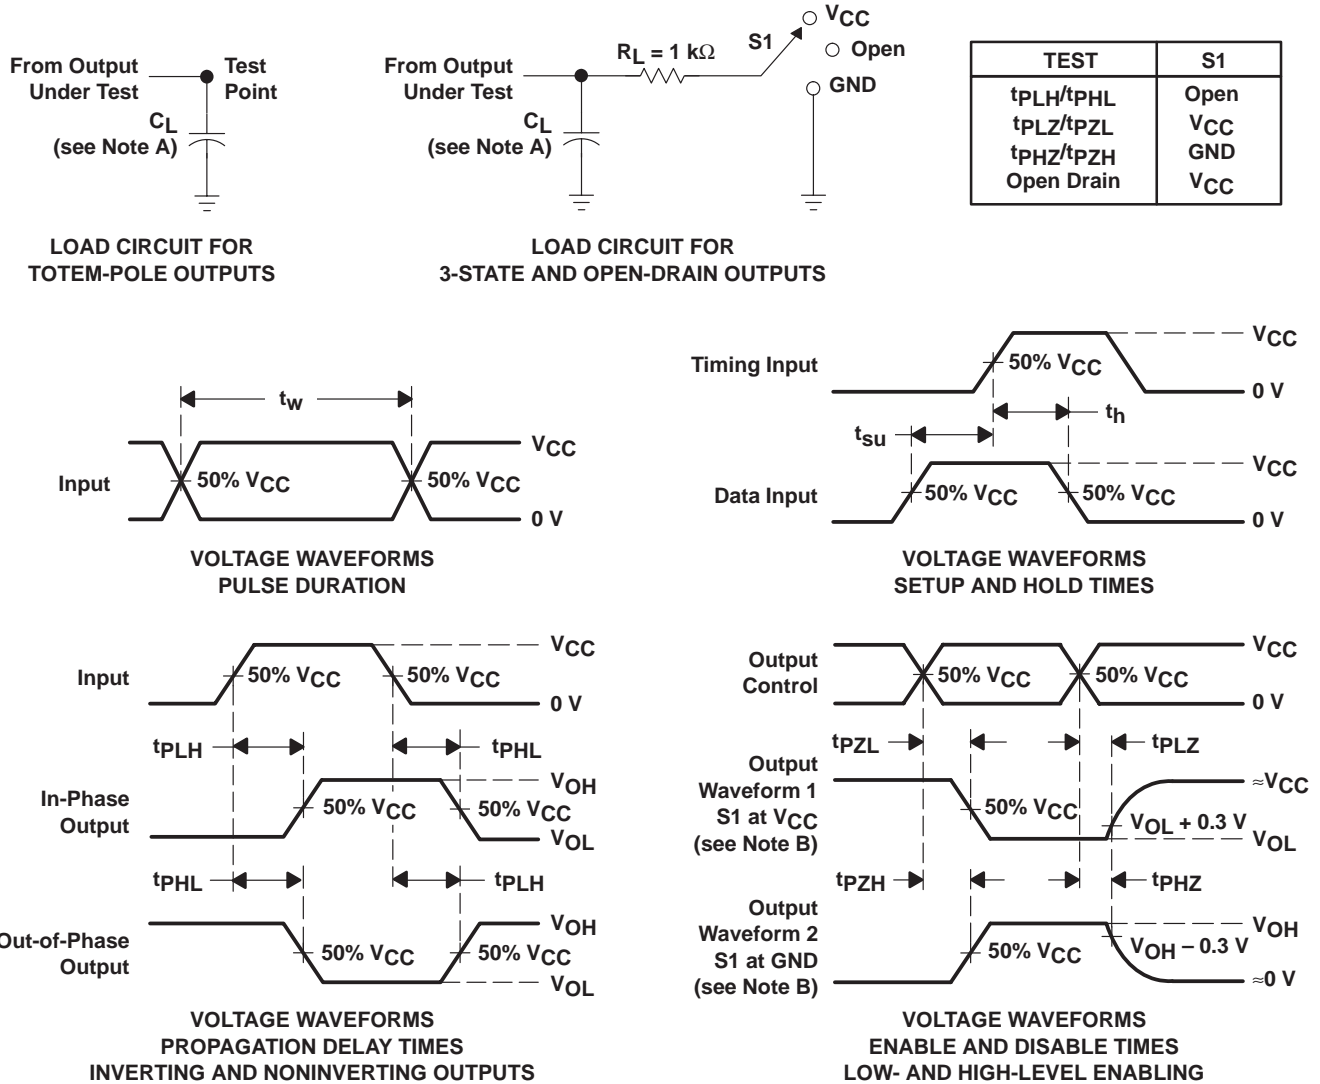 From Output
Under Test
Test
Point
CL
(see Note A)
LOAD CIRCUIT FOR
TOTEM-POLE OUTPUTS
From Output
Under Test
RL = 1 kΩ
S1
VCC
Open
GND
CL
(see Note A)
LOAD CIRCUIT FOR
3-STATE AND OPEN-DRAIN OUTPUTS
TEST S1
tPLH/tPHL Open
tPLZ/tPZL VCC
tPHZ/tPZH GND
Open Drain VCC
tw
Input
50% VCC
50% VCC
VCC
0 V
VOLTAGE WAVEFORMS
PULSE DURATION
Timing Input
50% VCC
VCC
0 V
th
tsu
Data Input
50% VCC
50% VCC
VCC
0 V
VOLTAGE WAVEFORMS
SETUP AND HOLD TIMES
Input
50% VCC
50% VCC
VCC
0 V
tPLH
tPHL
In-Phase
Output
50% VCC
50% VCC
VOH
VOL
tPHL
tPLH
Out-of-Phase
Output
50% VCC
50% VCC
VOH
VOL
VOLTAGE WAVEFORMS
PROPAGATION DELAY TIMES
INVERTING AND NONINVERTING OUTPUTS
Output
Control
50% VCC
50% VCC
VCC
0 V
tPZL
tPLZ
Output
Waveform 1
S1 at VCC
(see Note B)
50% VCC
≈VCC
VOL + 0.3 V
VOL
tPZH
tPHZ
Output
Waveform 2
S1 at GND
(see Note B)
50% VCC
VOH
VOH − 0.3 V
≈0 V
VOLTAGE WAVEFORMS
ENABLE AND DISABLE TIMES
LOW- AND HIGH-LEVEL ENABLING